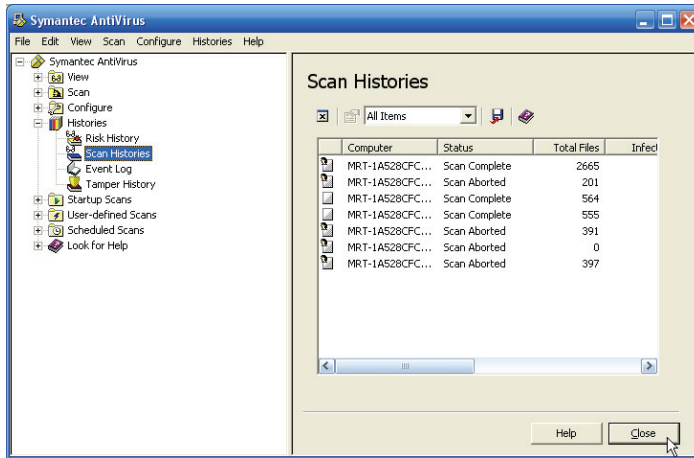 Symantec AntiVirus
File Edit View Scan Configure Histories Help
Symantec AntiVirus
View
Scan
Configure
Histories
Risk History
Scan Histories
Event Log
Tamper History
Startup Scans
User-defined Scans
Scheduled Scans
Look for Help
Scan Histories
All Items
Computer Status Total Files Infect
MRT-1A528CFC... Scan Complete 2665
MRT-1A528CFC... Scan Aborted 201
MRT-1A528CFC... Scan Complete 564
MRT-1A528CFC... Scan Complete 555
MRT-1A528CFC... Scan Aborted 391
MRT-1A528CFC... Scan Aborted 0
MRT-1A528CFC... Scan Aborted 397
Help Close